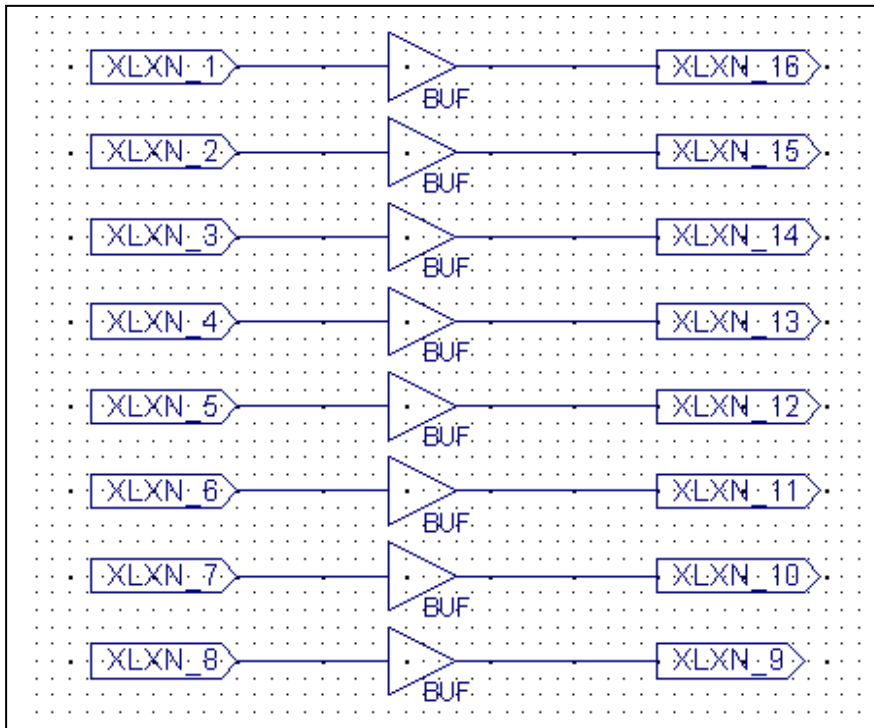 XLXN_1 XLXN_16
BUF
XLXN_2 XLXN_15
BUF
XLXN_3 XLXN_14
BUF
XLXN_4 XLXN_13
BUF
XLXN_5 XLXN_12
BUF
XLXN_6 XLXN_11
BUF
XLXN_7 XLXN_10
BUF
XLXN_8 XLXN_9
BUF